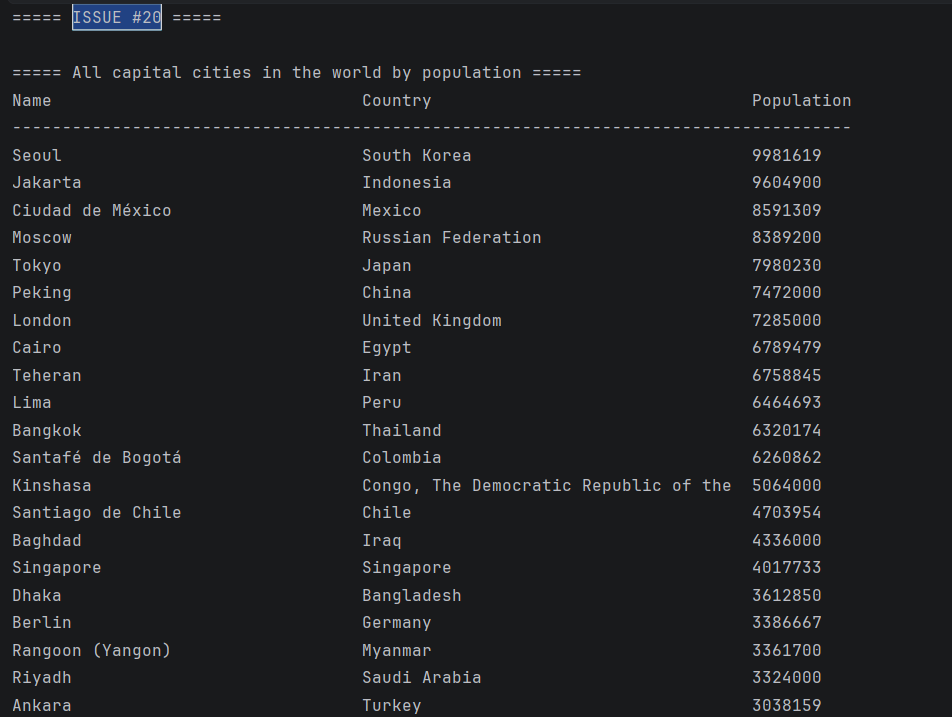 ===== ISSUE #20 =====
===== All capital cities in the world by population =====
Name Country Population
------------------------------------------------------------------------------------
Seoul South Korea 9981619
Jakarta Indonesia 9604900
Ciudad de México Mexico 8591309
Moscow Russian Federation 8389200
Tokyo Japan 7980230
Peking China 7472000
London United Kingdom 7285000
Cairo Egypt 6789479
Teheran Iran 6758845
Lima Peru 6464693
Bangkok Thailand 6320174
Santafé de Bogotá Colombia 6260862
Kinshasa Congo, The Democratic Republic of the 5064000
Santiago de Chile Chile 4703954
Baghdad Iraq 4336000
Singapore Singapore 4017733
Dhaka Bangladesh 3612850
Berlin Germany 3386667
Rangoon (Yangon) Myanmar 3361700
Riyadh Saudi Arabia 3324000
Ankara Turkey 3038159